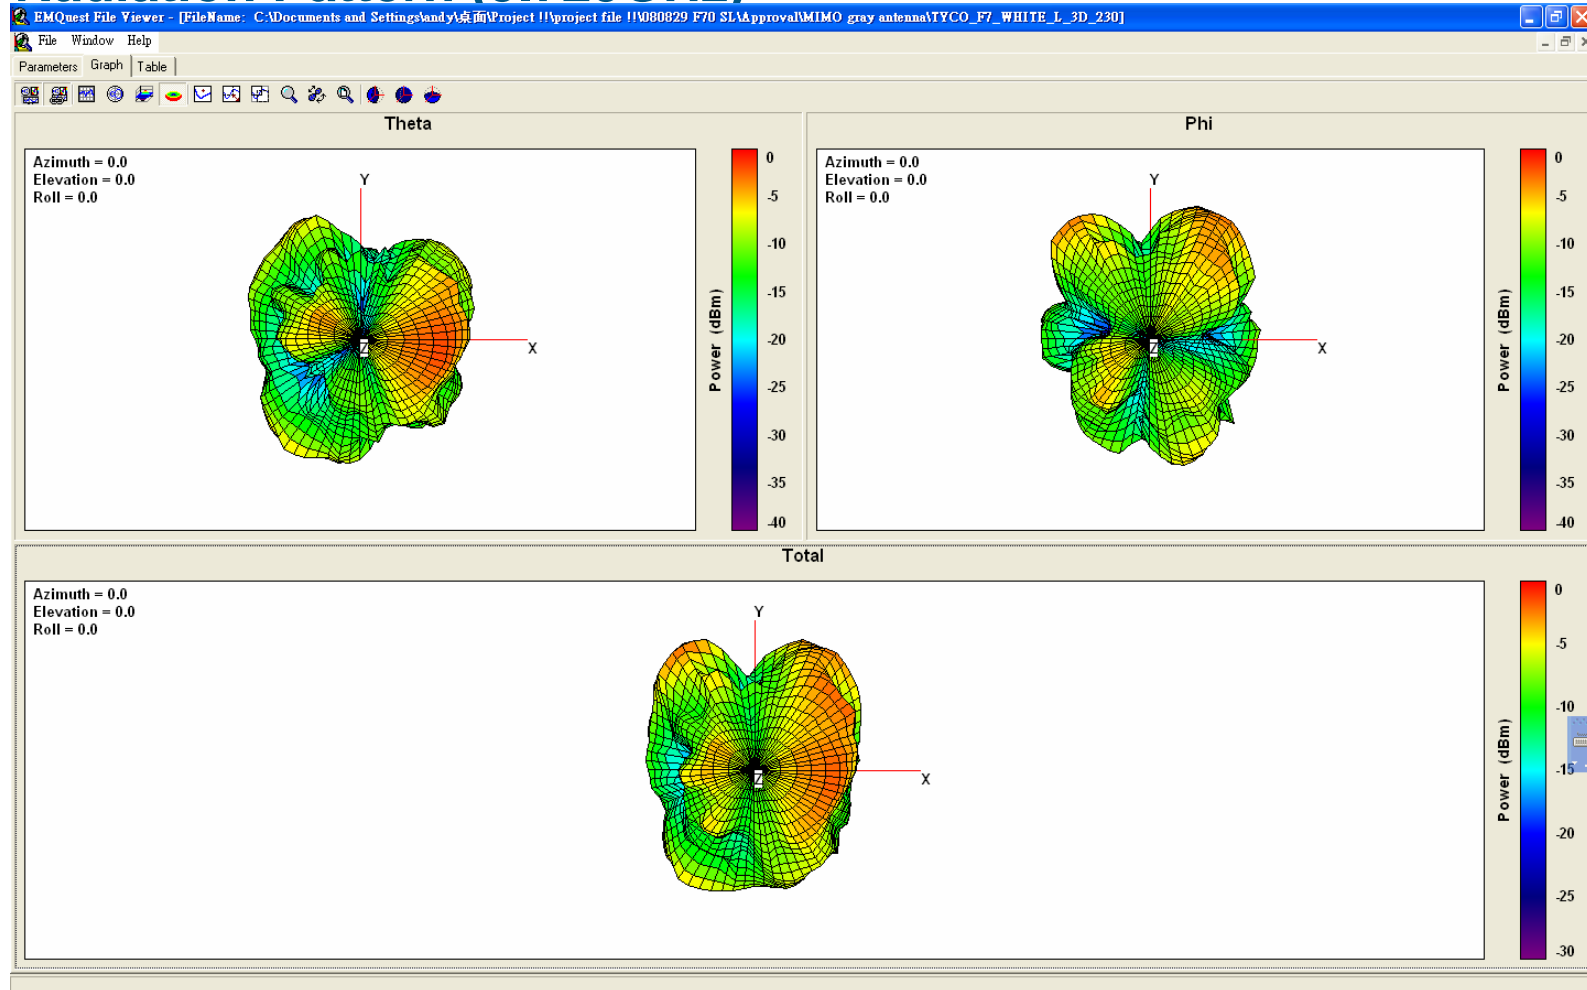 EMQuest File Viewer - [FileName: C:\Documents and Settings\andy\桌面\Project !!\project file !!\080829 F70 SL\Approval\MIMO gray antenna\TYCO_F7_WHITE_L_3D_230]
File Window Help
Parameters Graph Table
Theta
Azimuth = 0.0
Elevation = 0.0
Roll = 0.0
Y
X
Z
0
-5
-10
-15
-20
-25
-30
-35
-40
Power (dBm)
Phi
Azimuth = 0.0
Elevation = 0.0
Roll = 0.0
Y
X
Z
0
-5
-10
-15
-20
-25
-30
-35
-40
Power (dBm)
Total
Azimuth = 0.0
Elevation = 0.0
Roll = 0.0
Y
X
Z
0
-5
-10
-15
-20
-25
-30
Power (dBm)